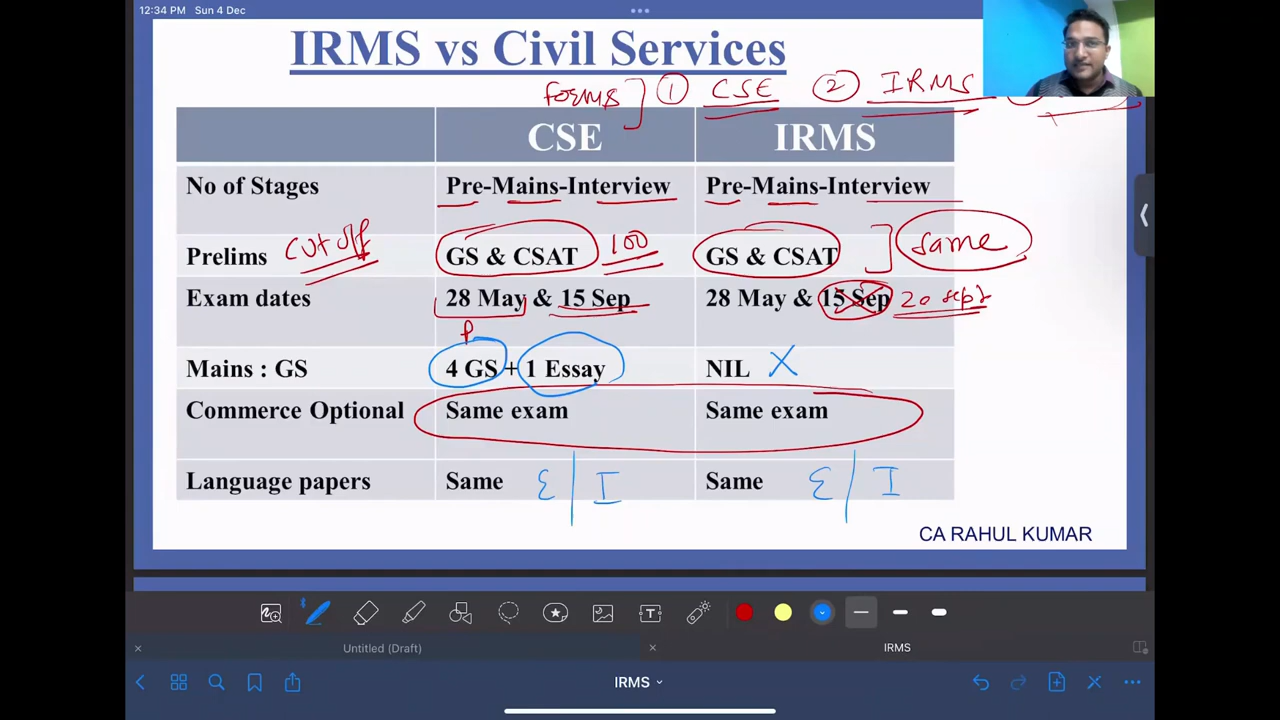 12:34 PM Sun 4 Dec
IRMS vs Civil Services
forms ① CSE ② IRMS
CSE IRMS
No of Stages Pre-Mains-Interview Pre-Mains-Interview
Prelims cut off GS & CSAT 100 GS & CSAT same
Exam dates 28 May & 15 Sep 28 May & 15 Sep 20 sept
P
Mains : GS 4 GS + 1 Essay NIL X
Commerce Optional Same exam Same exam
Language papers Same E | I Same E | I
CA RAHUL KUMAR
Untitled (Draft) IRMS
IRMS